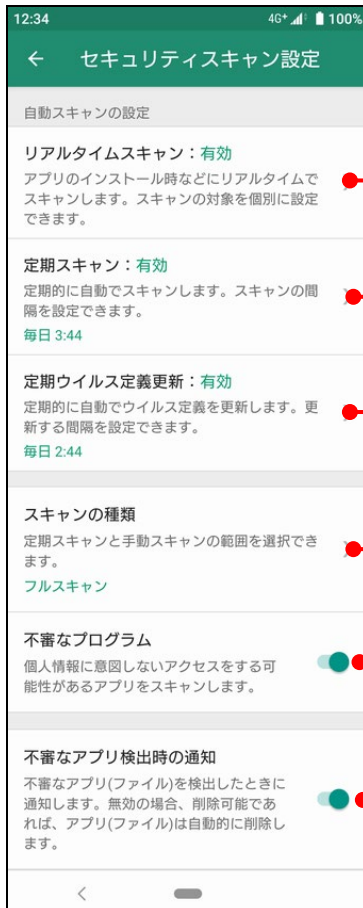 12:34 4G+ 100%
セキュリティスキャン設定
自動スキャンの設定
リアルタイムスキャン：有効
アプリのインストール時などにリアルタイムで
スキャンします。スキャンの対象を個別に設定
できます。
定期スキャン：有効
定期的に自動でスキャンします。スキャンの間
隔を設定できます。
毎日 3:44
定期ウイルス定義更新：有効
定期的に自動でウイルス定義を更新します。更
新する間隔を設定できます。
毎日 2:44
スキャンの種類
定期スキャンと手動スキャンの範囲を選択でき
ます。
フルスキャン
不審なプログラム
個人情報に意図しないアクセスをする可
能性があるアプリをスキャンします。
不審なアプリ検出時の通知
不審なアプリ(ファイル)を検出したときに
通知します。無効の場合、削除可能であ
れば、アプリ(ファイル)は自動的に削除し
ます。